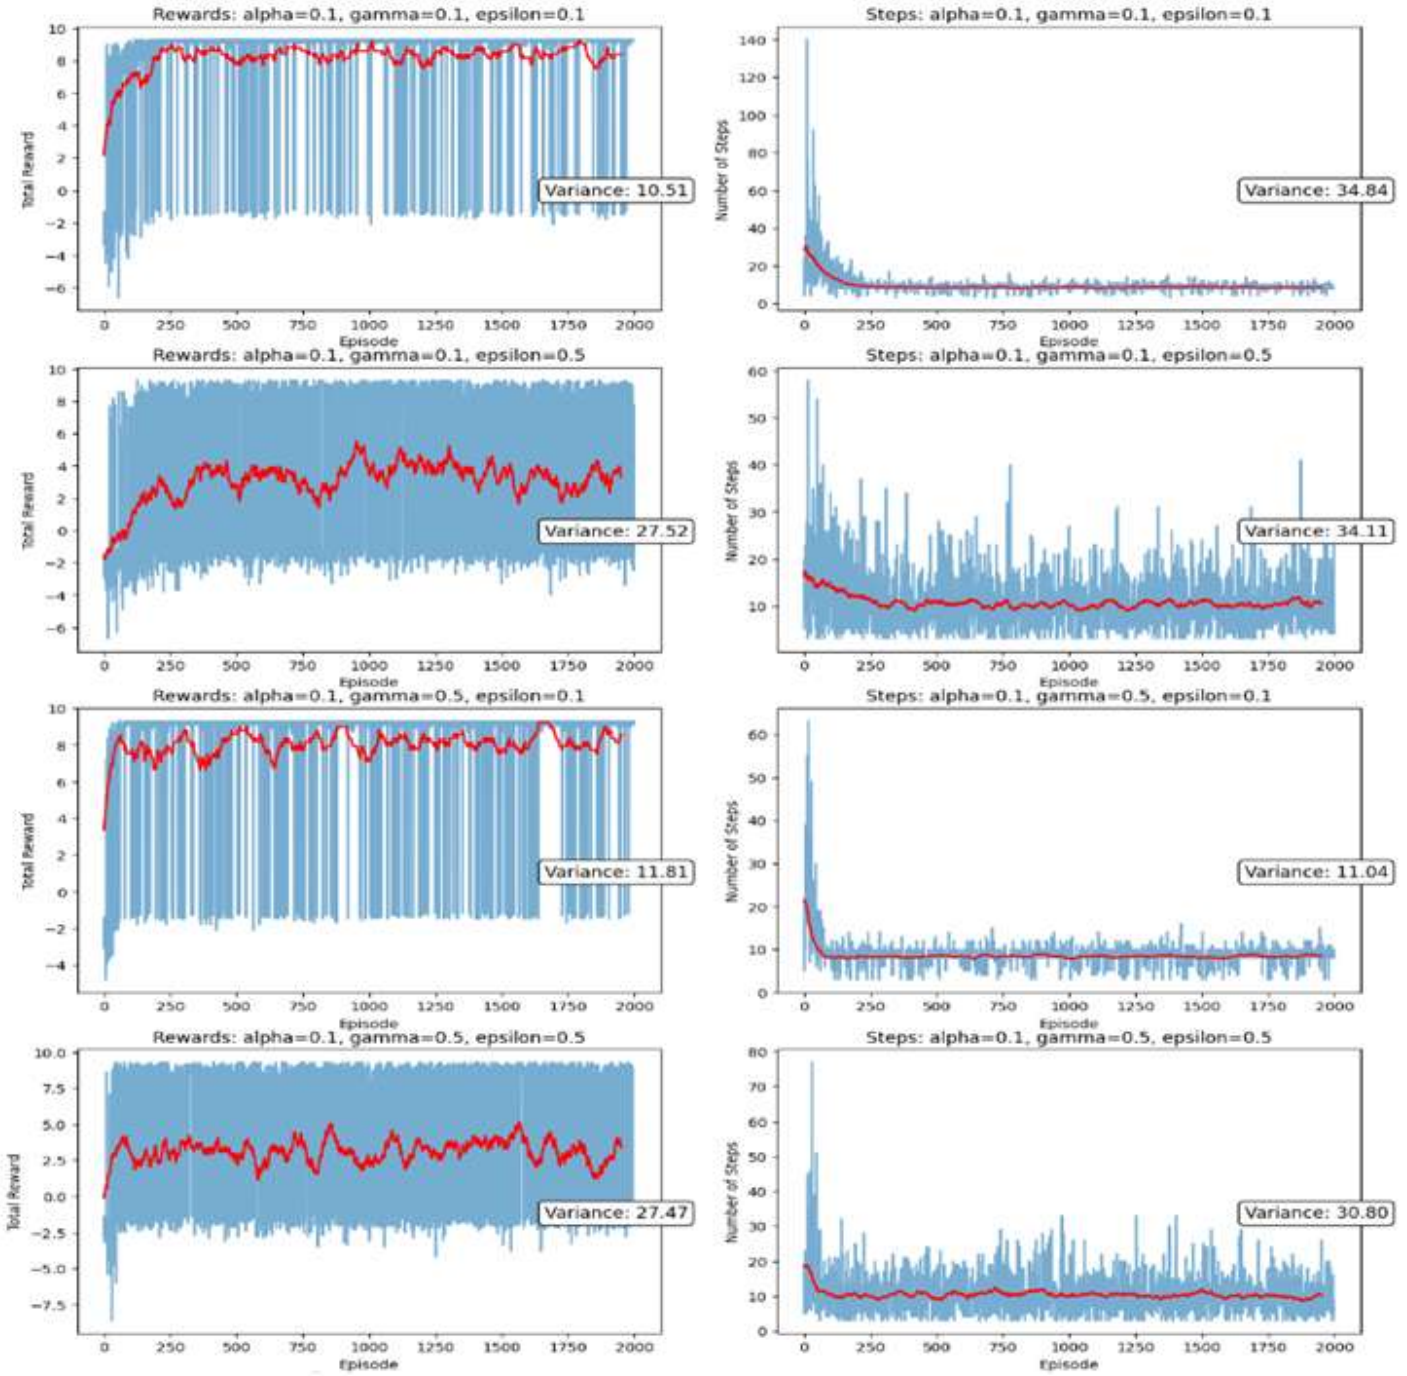 Rewards: alpha=0.1, gamma=0.1, epsilon=0.1
10
8
6
4
2
0
−2
−4
−6
Total Reward
Variance: 10.51
0 250 500 750 1000 1250 1500 1750 2000
Episode
Steps: alpha=0.1, gamma=0.1, epsilon=0.1
140
120
100
80
60
40
20
0
Number of Steps
Variance: 34.84
0 250 500 750 1000 1250 1500 1750 2000
Episode
Rewards: alpha=0.1, gamma=0.1, epsilon=0.5
10
8
6
4
2
0
−2
−4
−6
Total Reward
Variance: 27.52
0 250 500 750 1000 1250 1500 1750 2000
Episode
Steps: alpha=0.1, gamma=0.1, epsilon=0.5
60
50
40
30
20
10
Number of Steps
Variance: 34.11
0 250 500 750 1000 1250 1500 1750 2000
Episode
Rewards: alpha=0.1, gamma=0.5, epsilon=0.1
10
8
6
4
2
0
−2
−4
Total Reward
Variance: 11.81
0 250 500 750 1000 1250 1500 1750 2000
Episode
Steps: alpha=0.1, gamma=0.5, epsilon=0.1
60
50
40
30
20
10
0
Number of Steps
Variance: 11.04
0 250 500 750 1000 1250 1500 1750 2000
Episode
Rewards: alpha=0.1, gamma=0.5, epsilon=0.5
10.0
7.5
5.0
2.5
0.0
−2.5
−5.0
−7.5
Total Reward
Variance: 27.47
0 250 500 750 1000 1250 1500 1750 2000
Episode
Steps: alpha=0.1, gamma=0.5, epsilon=0.5
80
70
60
50
40
30
20
10
0
Number of Steps
Variance: 30.80
0 250 500 750 1000 1250 1500 1750 2000
Episode